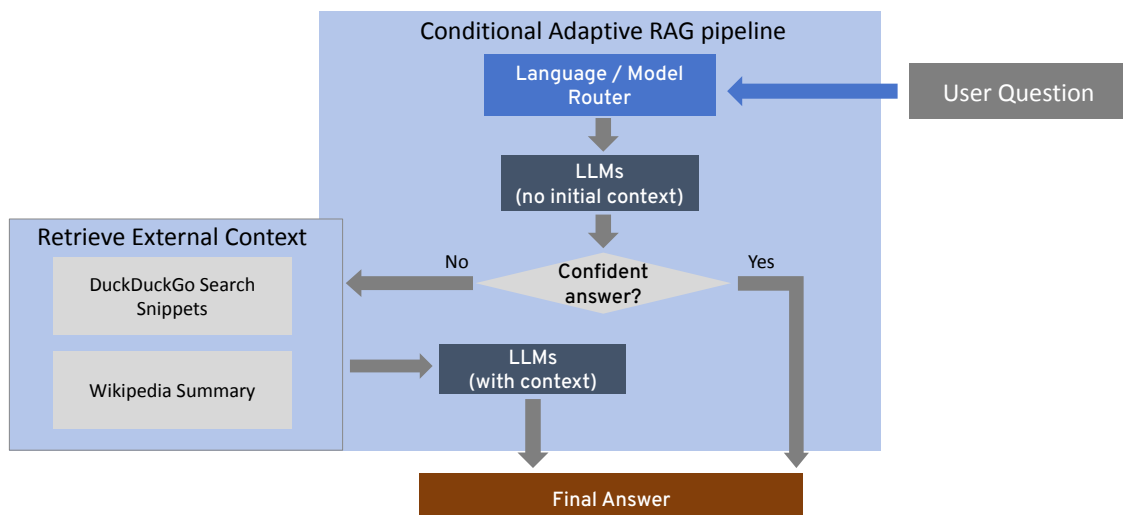 Conditional Adaptive RAG pipeline
Language / Model
Router
User Question
LLMs
(no initial context)
Retrieve External Context
No
Confident
answer?
Yes
DuckDuckGo Search
Snippets
LLMs
(with context)
Wikipedia Summary
Final Answer